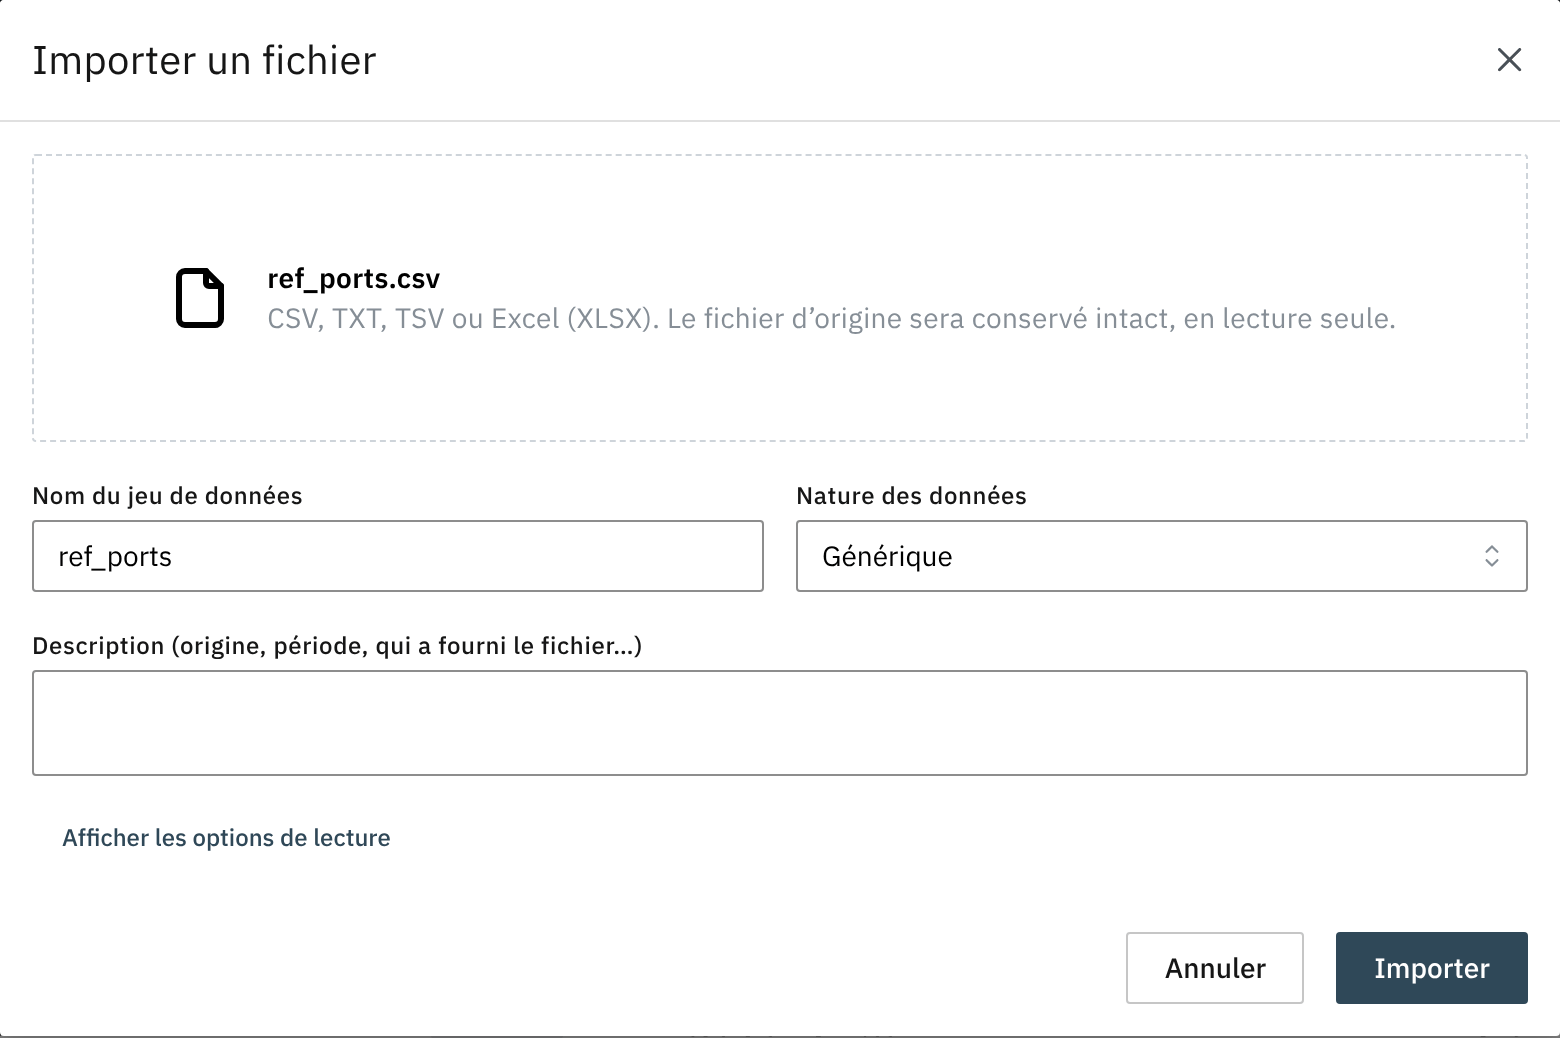 Importer un fichier
ref_ports.csv
CSV, TXT, TSV ou Excel (XLSX). Le fichier d’origine sera conservé intact, en lecture seule.
Nom du jeu de données
Nature des données
ref_ports
Générique
Description (origine, période, qui a fourni le fichier…)
Afficher les options de lecture
Annuler
Importer